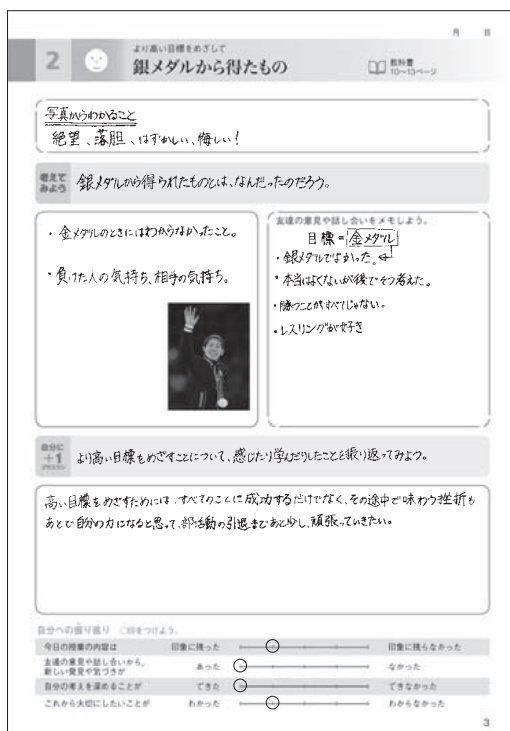 月 日
2
より高い目標をめざして
銀メダルから得たもの
教科書
10~13ページ
写真からわかること
絶望、落胆、はずかしい、悔しい!
考えて
みよう
銀メダルから得られたものとは、なんだったのだろう。
・金メダルのときにはわからなかったこと。
・負けた人の気持ち、相手の気持ち。
友達の意見や話し合いをメモしよう。
目標=金メダル
・銀メダルでよかった。
・本当はよくないが後でそう考えた。
・勝つことがすべてじゃない。
・レスリングが好き
自分に
+1
プラスワン
より高い目標をめざすことについて、感じたり学んだりしたことを振り返ってみよう。
高い目標をめざすためには、すべてのことに成功するだけでなく、その途中で味わう挫折も
あとで自分の力になると思って、部活動の引退まであと少し、頑張っていきたい。
自分への振り返り ○印をつけよう。
今日の授業の内容は 印象に残った 印象に残らなかった
友達の意見や話し合いから、
新しい発見や気づきが あった なかった
自分の考えを深めることが できた できなかった
これから大切にしたいことが わかった わからなかった
3